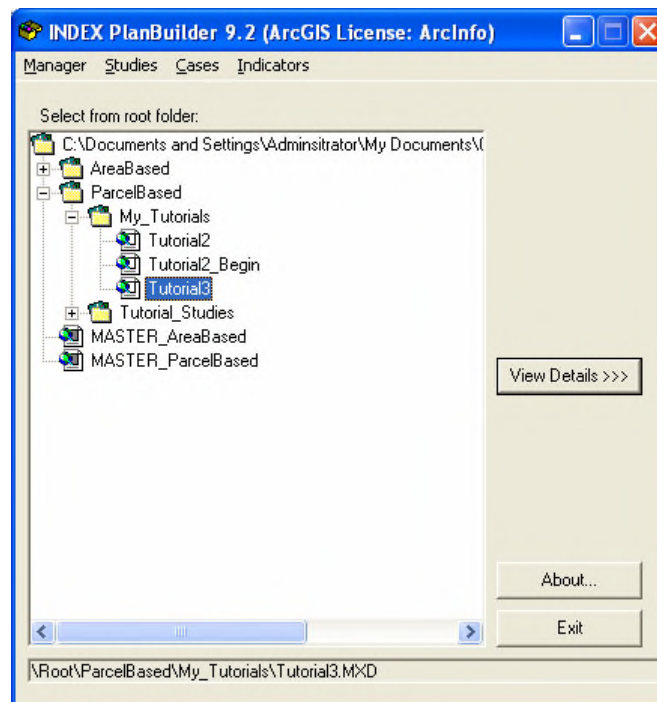 INDEX PlanBuilder 9.2 (ArcGIS License: ArcInfo)
Manager Studies Cases Indicators
Select from root folder:
C:\Documents and Settings\Adminsitrator\My Documents\(
AreaBased
ParcelBased
My_Tutorials
Tutorial2
Tutorial2_Begin
Tutorial3
Tutorial_Studies
MASTER_AreaBased
MASTER_ParcelBased
View Details >>>
About...
Exit
\Root\ParcelBased\My_Tutorials\Tutorial3.MXD